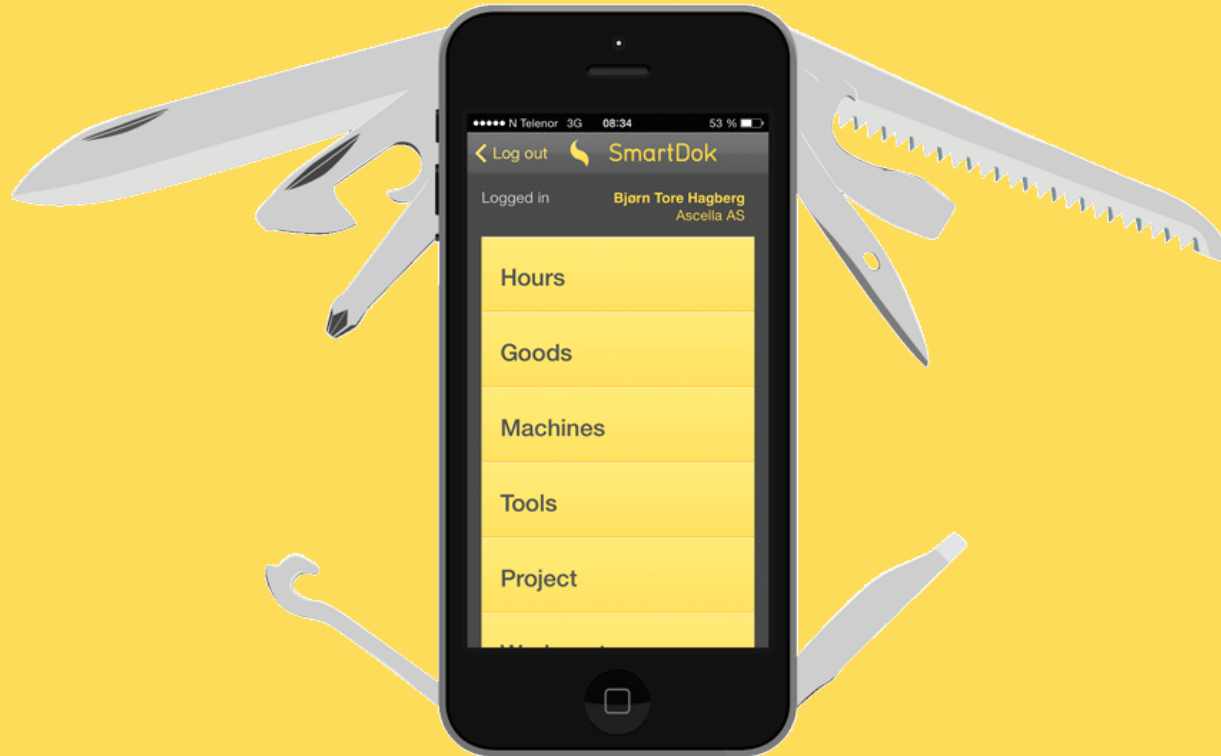 N Telenor 3G 08:34 53 %
Log out SmartDok
Logged in Bjørn Tore Hagberg
Ascella AS
Hours
Goods
Machines
Tools
Project